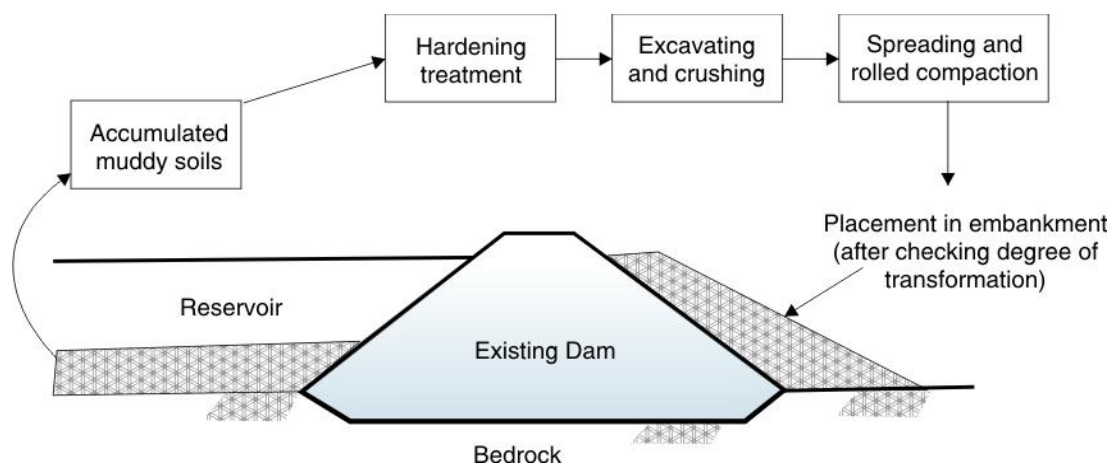 Hardening
treatment
Excavating
and crushing
Spreading and
rolled compaction
Accumulated
muddy soils
Placement in embankment
(after checking degree of
transformation)
Reservoir
Existing Dam
Bedrock